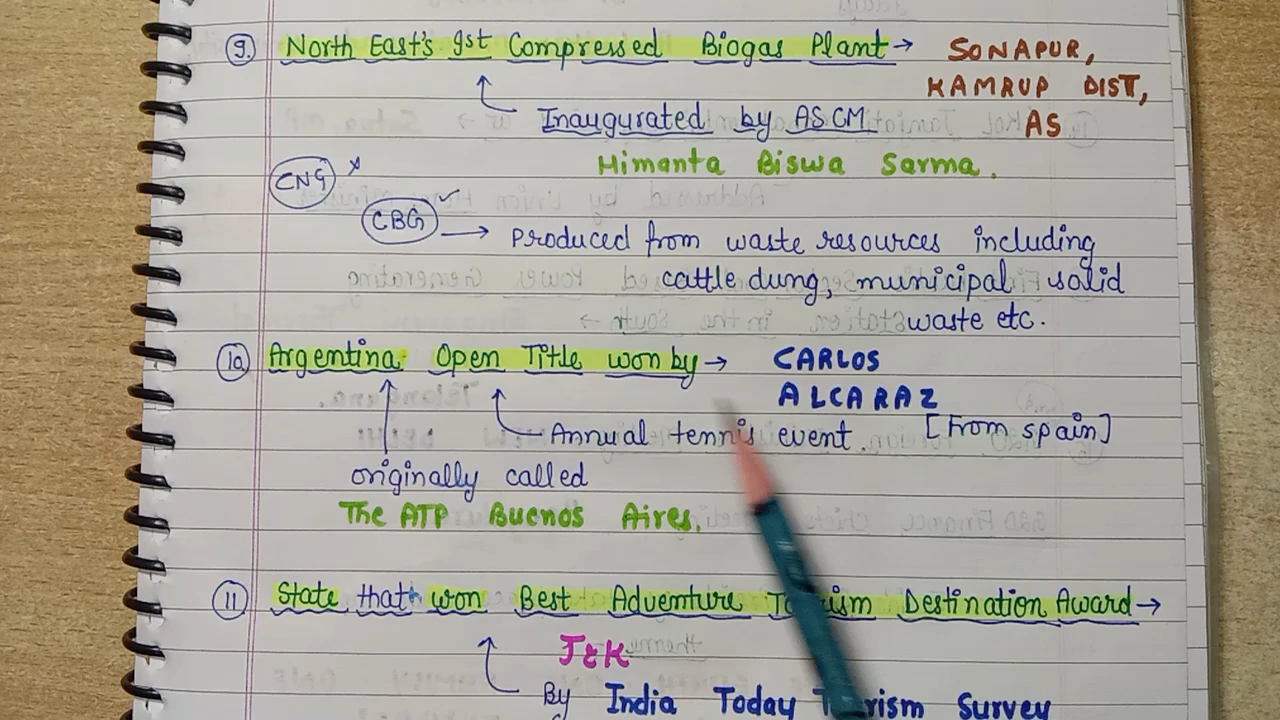 9. North East's 1st Compressed Biogas Plant → SONAPUR,
KAMRUP DIST,
Inaugurated by AS CM AS
Himanta Biswa Sarma.
CNG ×
CBG ✓ → Produced from waste resources including
cattle dung, municipal solid
waste etc.
10 Argentina Open Title won by → CARLOS
ALCARAZ
Annual tennis event. [From spain]
originally called
The ATP Buenos Aires.
11 State that won Best Adventure Tourism Destination Award →
J&K
By India Today Tourism Survey